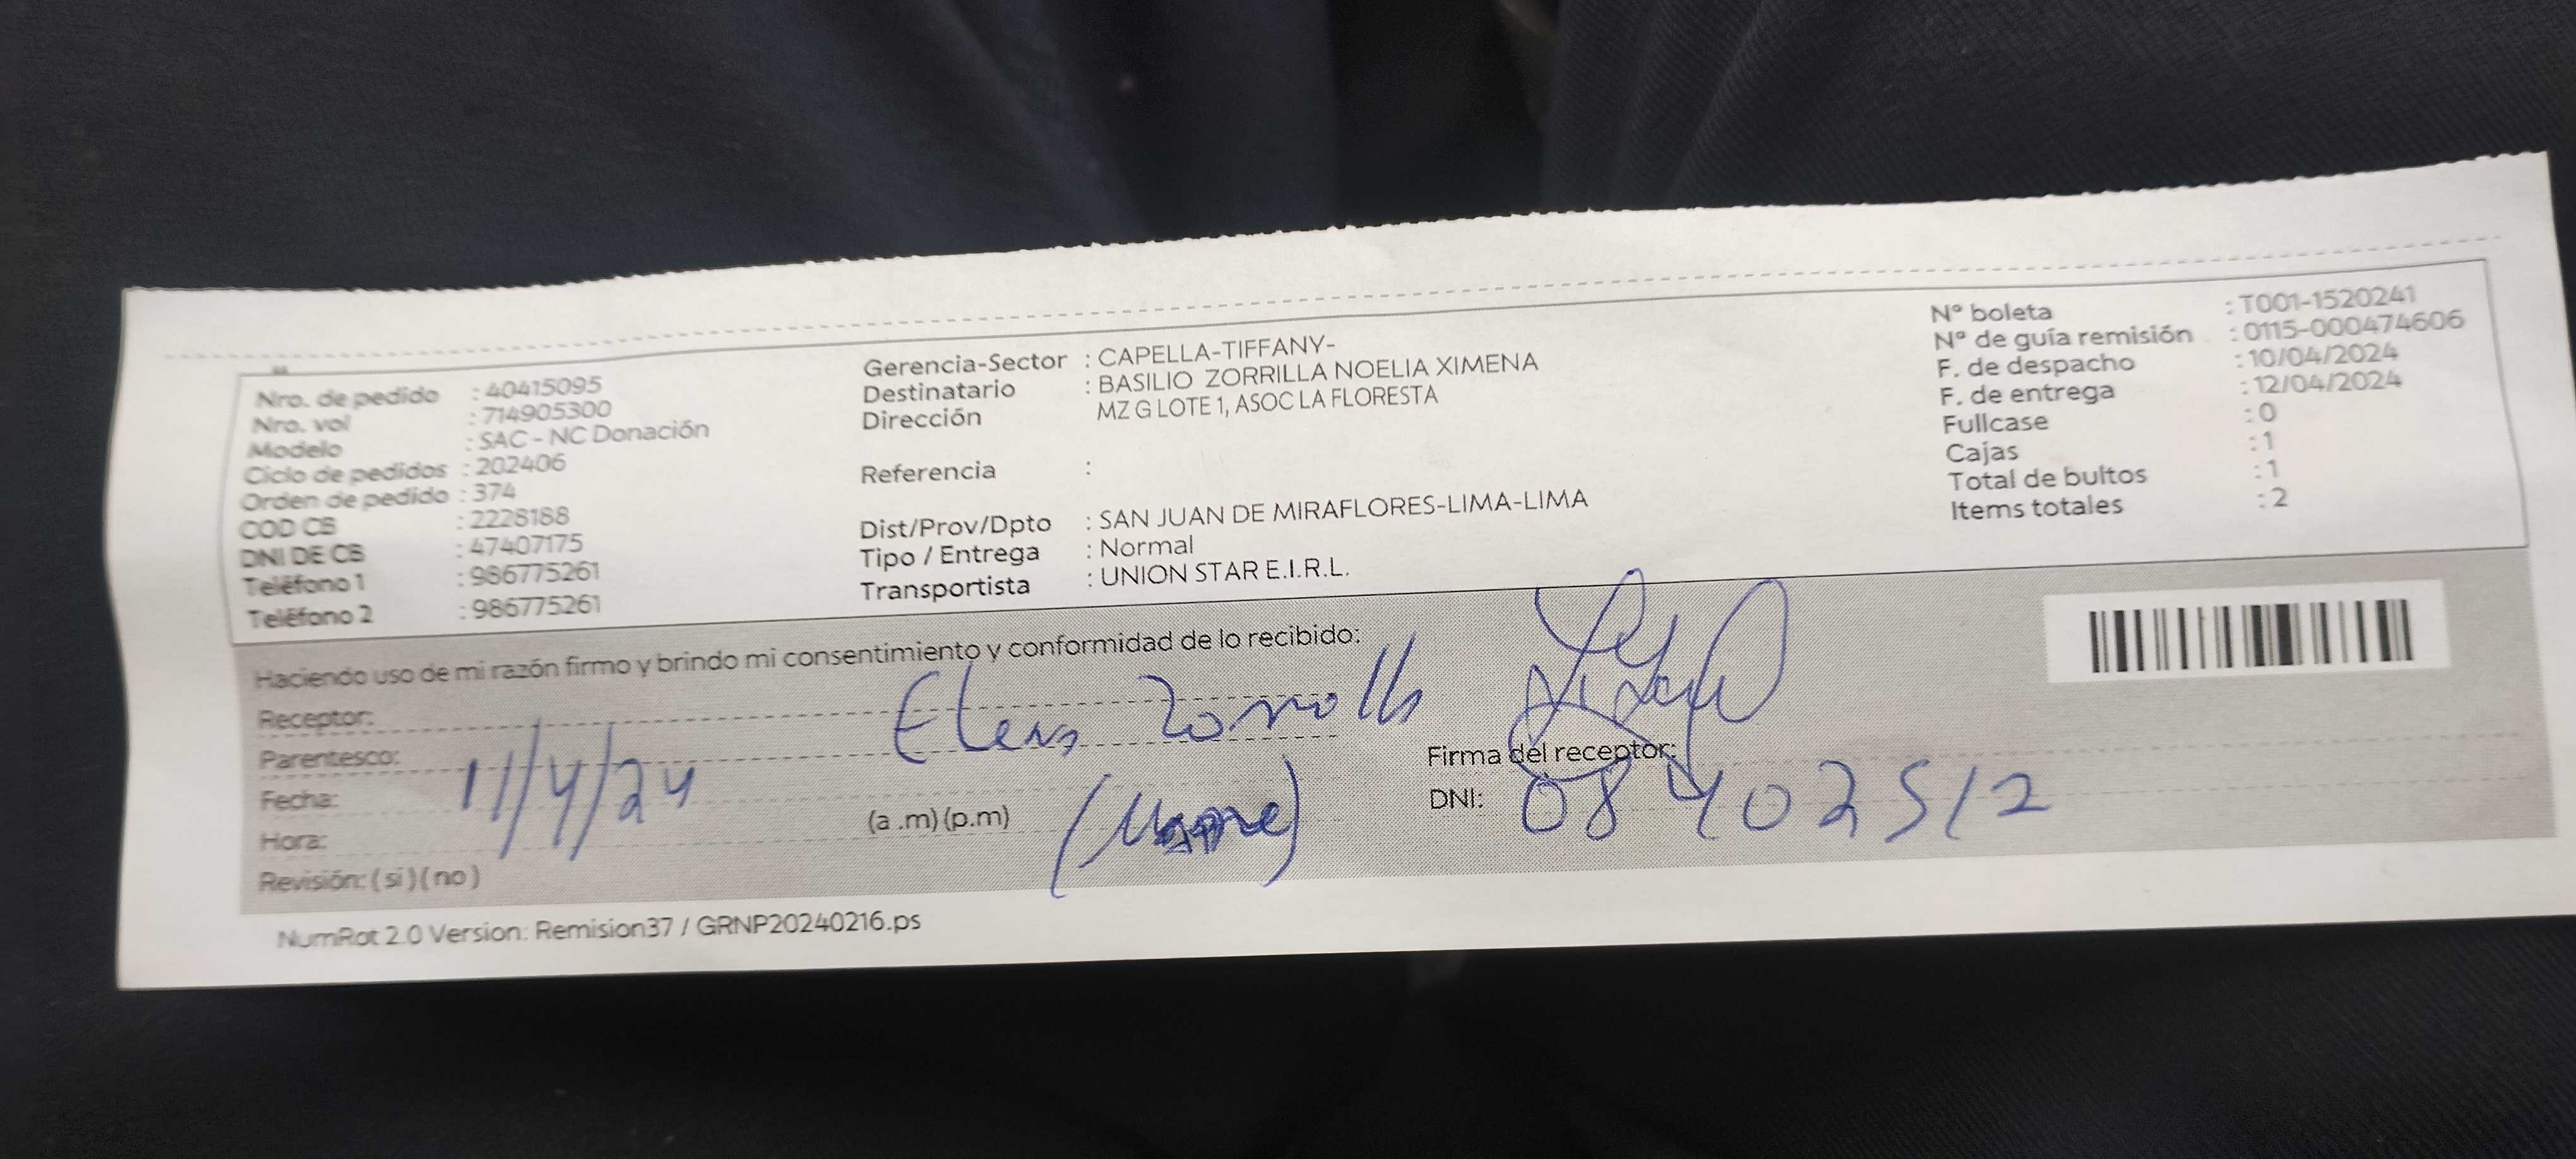 Nro. de pedido : 40415095
Nro. vol : 714905300
Modelo : SAC - NC Donación
Ciclo de pedidos : 202406
Orden de pedido : 374
COD CB : 2228188
DNI DE CB : 47407175
Teléfono 1 : 986775261
Teléfono 2 : 986775261
Gerencia-Sector : CAPELLA-TIFFANY-
Destinatario : BASILIO ZORRILLA NOELIA XIMENA
Dirección MZ G LOTE 1, ASOC LA FLORESTA
Referencia :
Dist/Prov/Dpto : SAN JUAN DE MIRAFLORES-LIMA-LIMA
Tipo / Entrega : Normal
Transportista : UNION STAR E.I.R.L.
Nº boleta : T001-1520241
Nº de guía remisión : 0115-000474606
F. de despacho : 10/04/2024
F. de entrega : 12/04/2024
Fullcase : 0
Cajas : 1
Total de bultos : 1
Items totales : 2
Haciendo uso de mi razón firmo y brindo mi consentimiento y conformidad de lo recibido:
Receptor: Elena Zorrilla
Parentesco:
Fecha: 11/4/24
Hora: (a .m) (p.m)
Revisión: ( si ) ( no )
Firma del receptor:
DNI: 08402512
NumRot 2.0 Version: Remision37 / GRNP20240216.ps